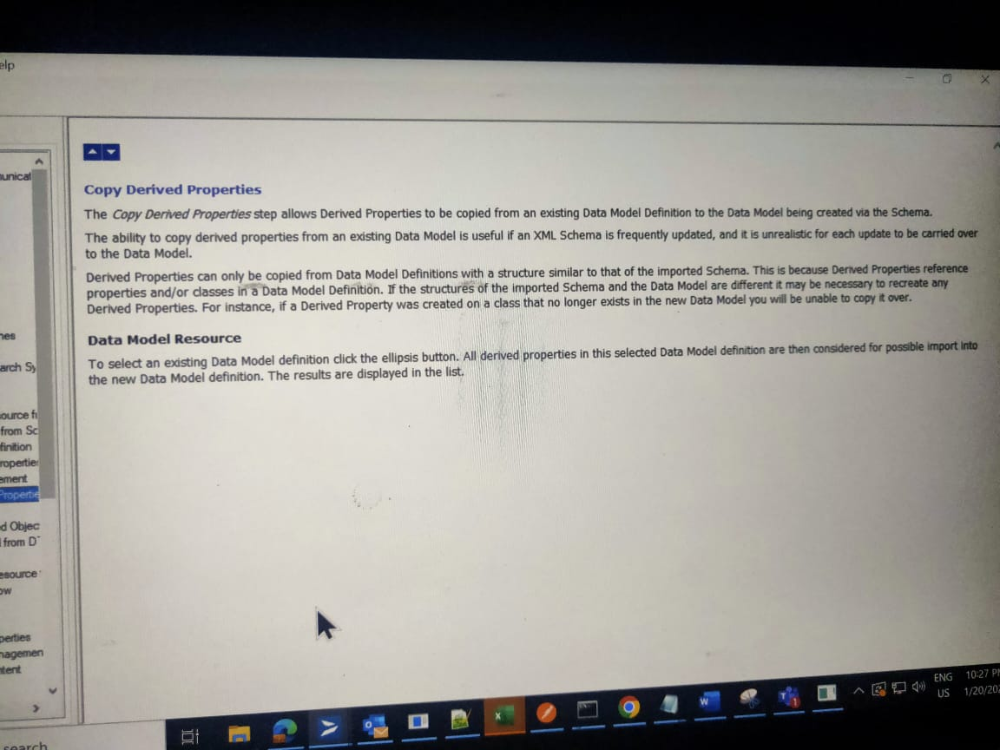 elp
Copy Derived Properties
The Copy Derived Properties step allows Derived Properties to be copied from an existing Data Model Definition to the Data Model being created via the Schema.
The ability to copy derived properties from an existing Data Model is useful if an XML Schema is frequently updated, and it is unrealistic for each update to be carried over
to the Data Model.
Derived Properties can only be copied from Data Model Definitions with a structure similar to that of the imported Schema. This is because Derived Properties reference
properties and/or classes in a Data Model Definition. If the structures of the imported Schema and the Data Model are different it may be necessary to recreate any
Derived Properties. For instance, if a Derived Property was created on a class that no longer exists in the new Data Model you will be unable to copy it over.
Data Model Resource
To select an existing Data Model definition click the ellipsis button. All derived properties in this selected Data Model definition are then considered for possible import into
the new Data Model definition. The results are displayed in the list.
unicat
nes
arch Sy
ource fi
from Sc
finition
ropertie
ement
Propertie
d Objec
from D
esource
ow
perties
nagemen
ntent
search
ENG
US
10:27 P
1/20/20